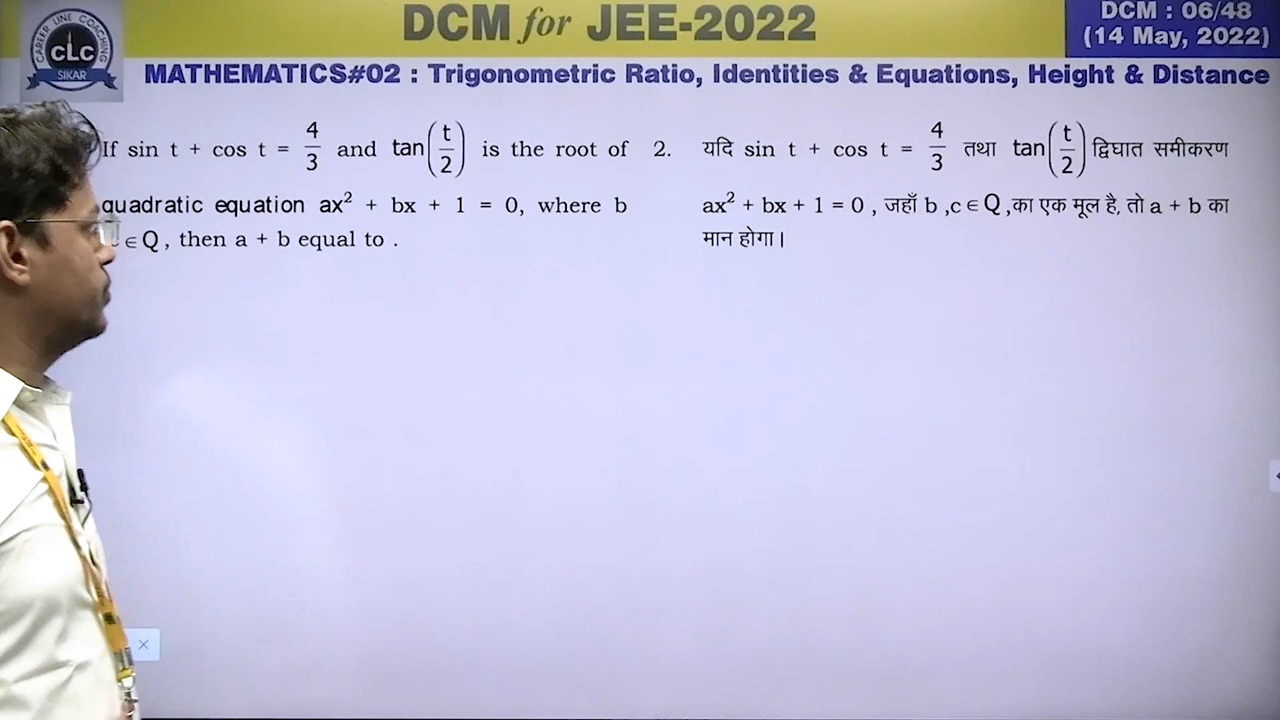 DCM for JEE-2022
DCM : 06/48
(14 May, 2022)
CAREER LINE COACHING
CLC
SIKAR
MATHEMATICS#02 : Trigonometric Ratio, Identities & Equations, Height & Distance
If sin t + cos t = 4/3 and tan(t/2) is the root of
quadratic equation ax² + bx + 1 = 0, where b
∈ Q, then a + b equal to .
2. यदि sin t + cos t = 4/3 तथा tan(t/2) द्विघात समीकरण
ax² + bx + 1 = 0 , जहाँ b ,c ∈ Q ,का एक मूल है, तो a + b का
मान होगा।